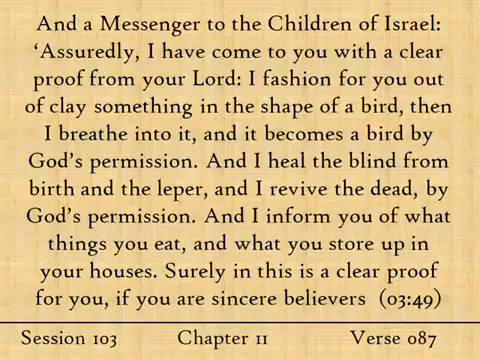 And a Messenger to the Children of Israel:
‘Assuredly, I have come to you with a clear
proof from your Lord: I fashion for you out
of clay something in the shape of a bird, then
I breathe into it, and it becomes a bird by
God’s permission. And I heal the blind from
birth and the leper, and I revive the dead, by
God’s permission. And I inform you of what
things you eat, and what you store up in
your houses. Surely in this is a clear proof
for you, if you are sincere believers (03:49)
Session 103 Chapter 11 Verse 087